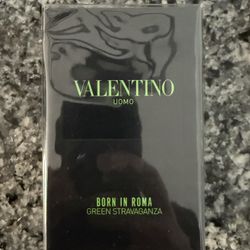 VALENTINO
UOMO
BORN IN ROMA
GREEN STRAVAGANZA